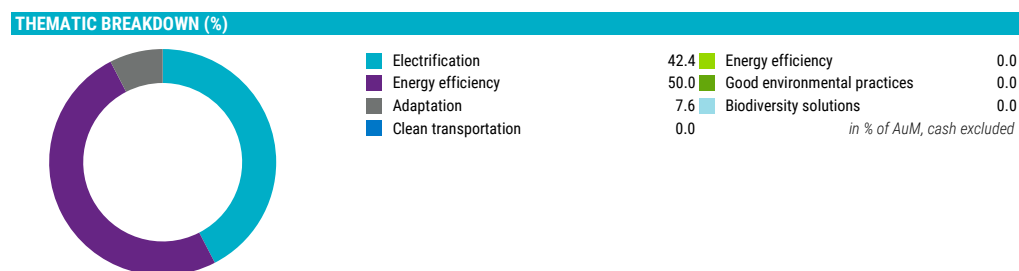 THEMATIC BREAKDOWN (%)
Electrification 42.4
Energy efficiency 50.0
Adaptation 7.6
Clean transportation 0.0
Energy efficiency 0.0
Good environmental practices 0.0
Biodiversity solutions 0.0
in % of AuM, cash excluded